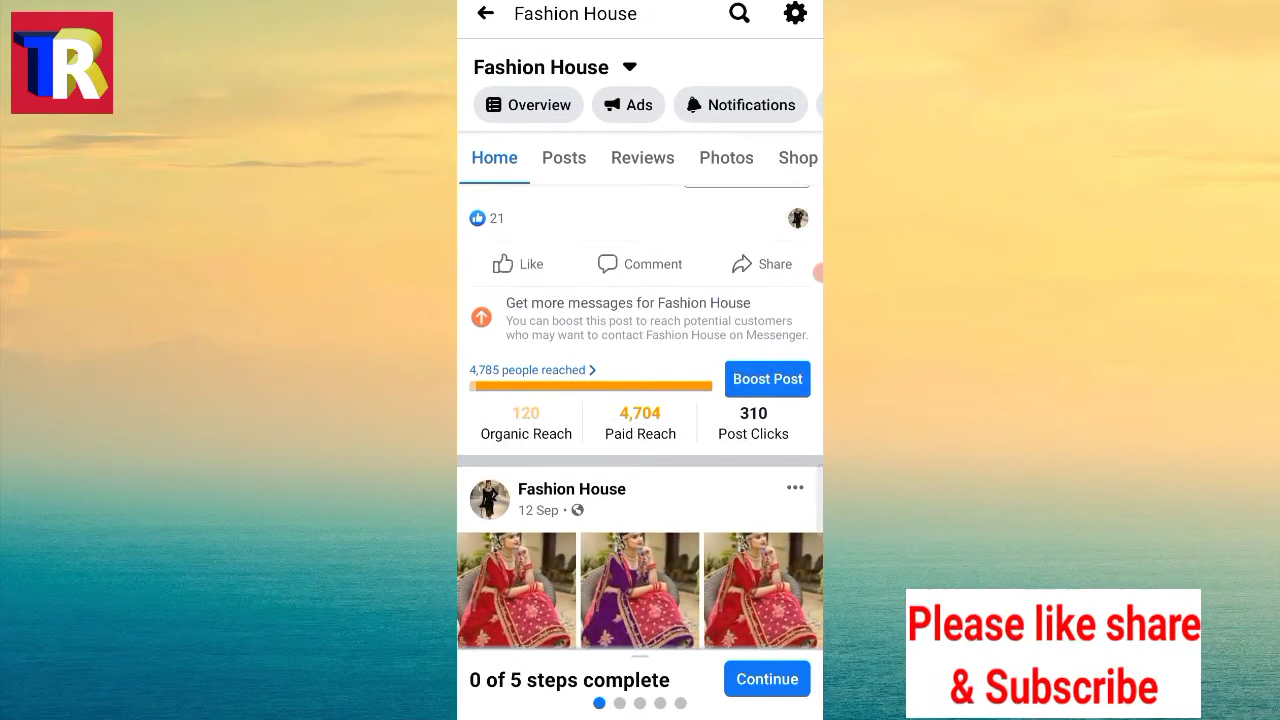 TR
Fashion House
Fashion House
Overview
Ads
Notifications
Home
Posts
Reviews
Photos
Shop
21
Like
Comment
Share
Get more messages for Fashion House
You can boost this post to reach potential customers
who may want to contact Fashion House on Messenger.
4,785 people reached
Boost Post
120
4,704
310
Organic Reach
Paid Reach
Post Clicks
Fashion House
12 Sep •
0 of 5 steps complete
Continue
Please like share
& Subscribe